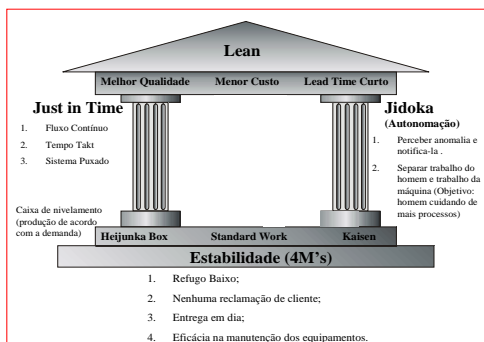 Lean
Melhor Qualidade Menor Custo Lead Time Curto
Just in Time
1. Fluxo Contínuo
2. Tempo Takt
3. Sistema Puxado
Jidoka
(Autonomação)
1. Perceber anomalia e
notifica-la .
2. Separar trabalho do
homem e trabalho da
máquina (Objetivo:
homem cuidando de
mais processos)
Caixa de nivelamento
(produção de acordo
com a demanda)
Heijunka Box Standard Work Kaisen
Estabilidade (4M's)
1. Refugo Baixo;
2. Nenhuma reclamação de cliente;
3. Entrega em dia;
4. Eficácia na manutenção dos equipamentos.